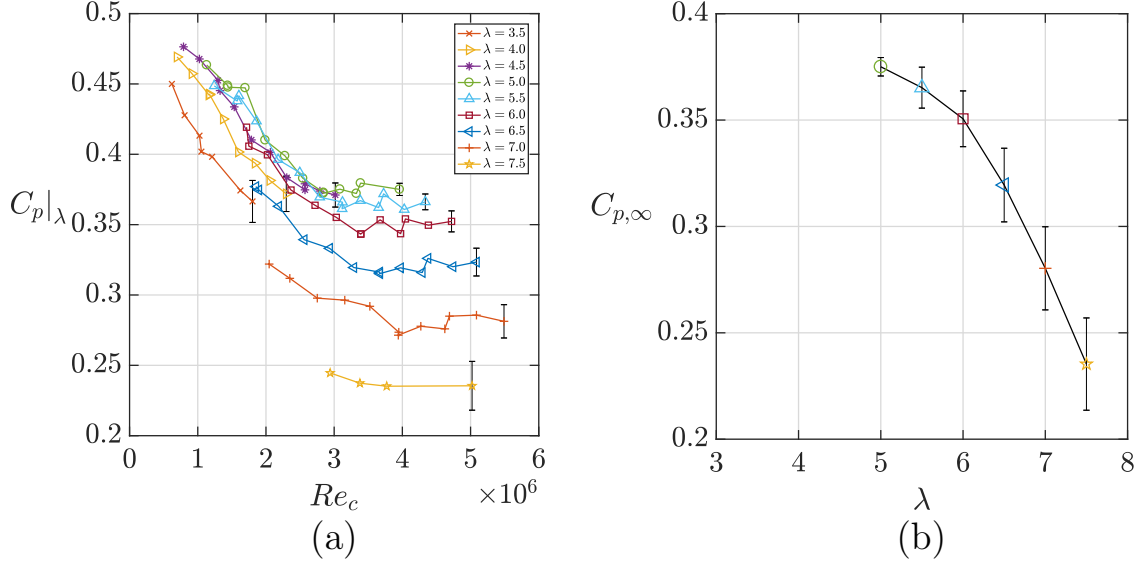 0.5
0.45
0.4
0.35
0.3
0.25
0.2
C_p|_λ
0 1 2 3 4 5 6
Re_c
×10^6
λ = 3.5
λ = 4.0
λ = 4.5
λ = 5.0
λ = 5.5
λ = 6.0
λ = 6.5
λ = 7.0
λ = 7.5
(a)
0.4
0.35
0.3
0.25
0.2
C_{p,∞}
3 4 5 6 7 8
λ
(b)